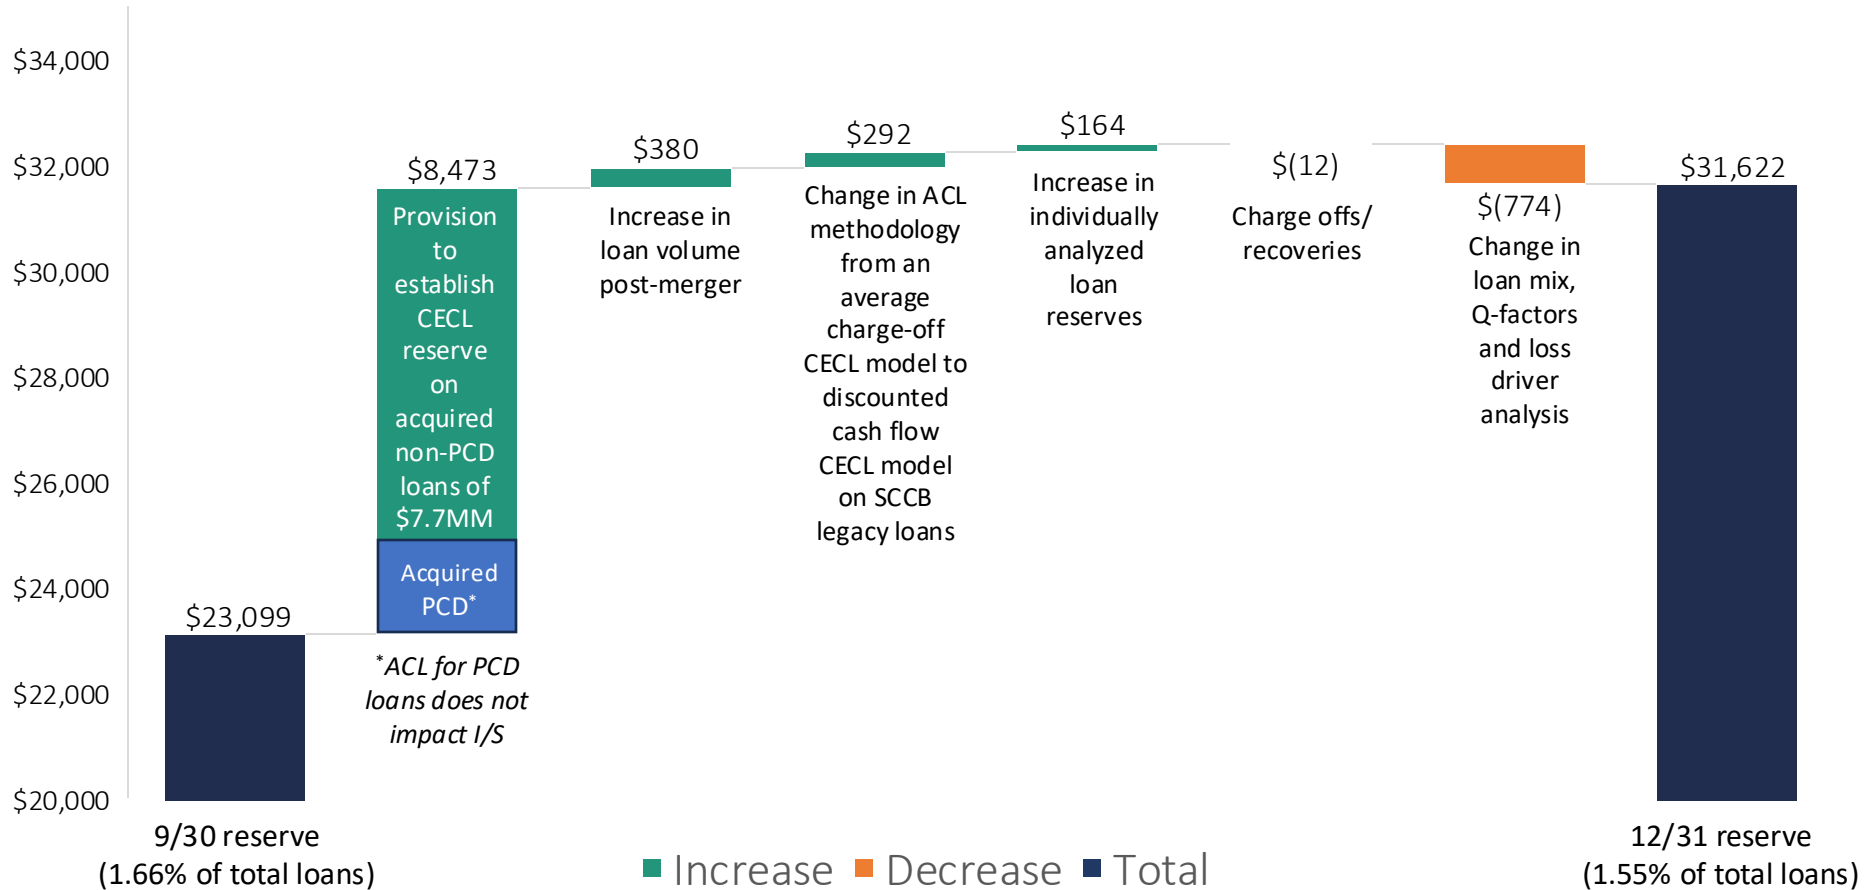 $34,000
$32,000
$30,000
$28,000
$26,000
$24,000
$22,000
$20,000
$23,099
9/30 reserve
(1.66% of total loans)
$8,473
Provision
to
establish
CECL
reserve
on
acquired
non-PCD
loans of
$7.7MM
Acquired
PCD*
*ACL for PCD
loans does not
impact I/S
$380
Increase in
loan volume
post-merger
$292
Change in ACL
methodology
from an
average
charge-off
CECL model to
discounted
cash flow
CECL model
on SCCB
legacy loans
$164
Increase in
individually
analyzed
loan
reserves
$(12)
Charge offs/
recoveries
$(774)
Change in
loan mix,
Q-factors
and loss
driver
analysis
$31,622
12/31 reserve
(1.55% of total loans)
Increase Decrease Total